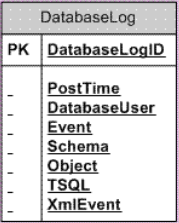 DatabaseLog
PK DatabaseLogID
PostTime
DatabaseUser
Event
Schema
Object
TSQL
XmlEvent